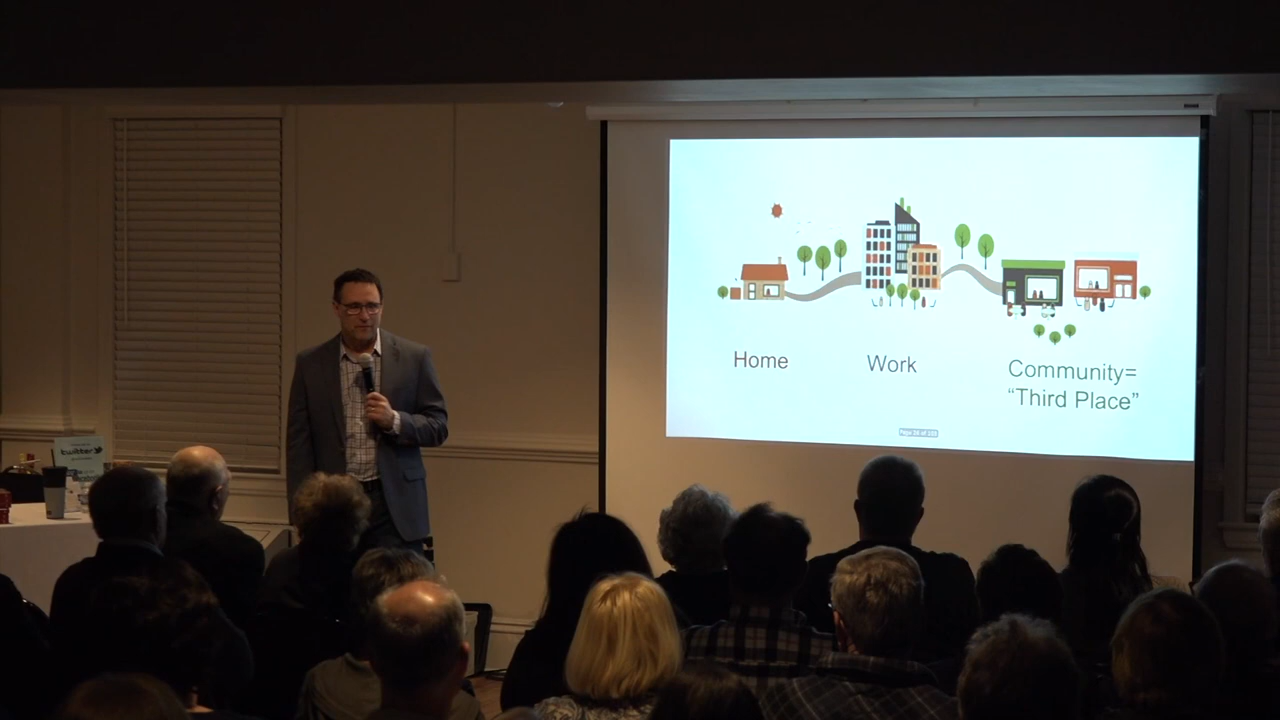 Home
Work
Community=
“Third Place”
twitter